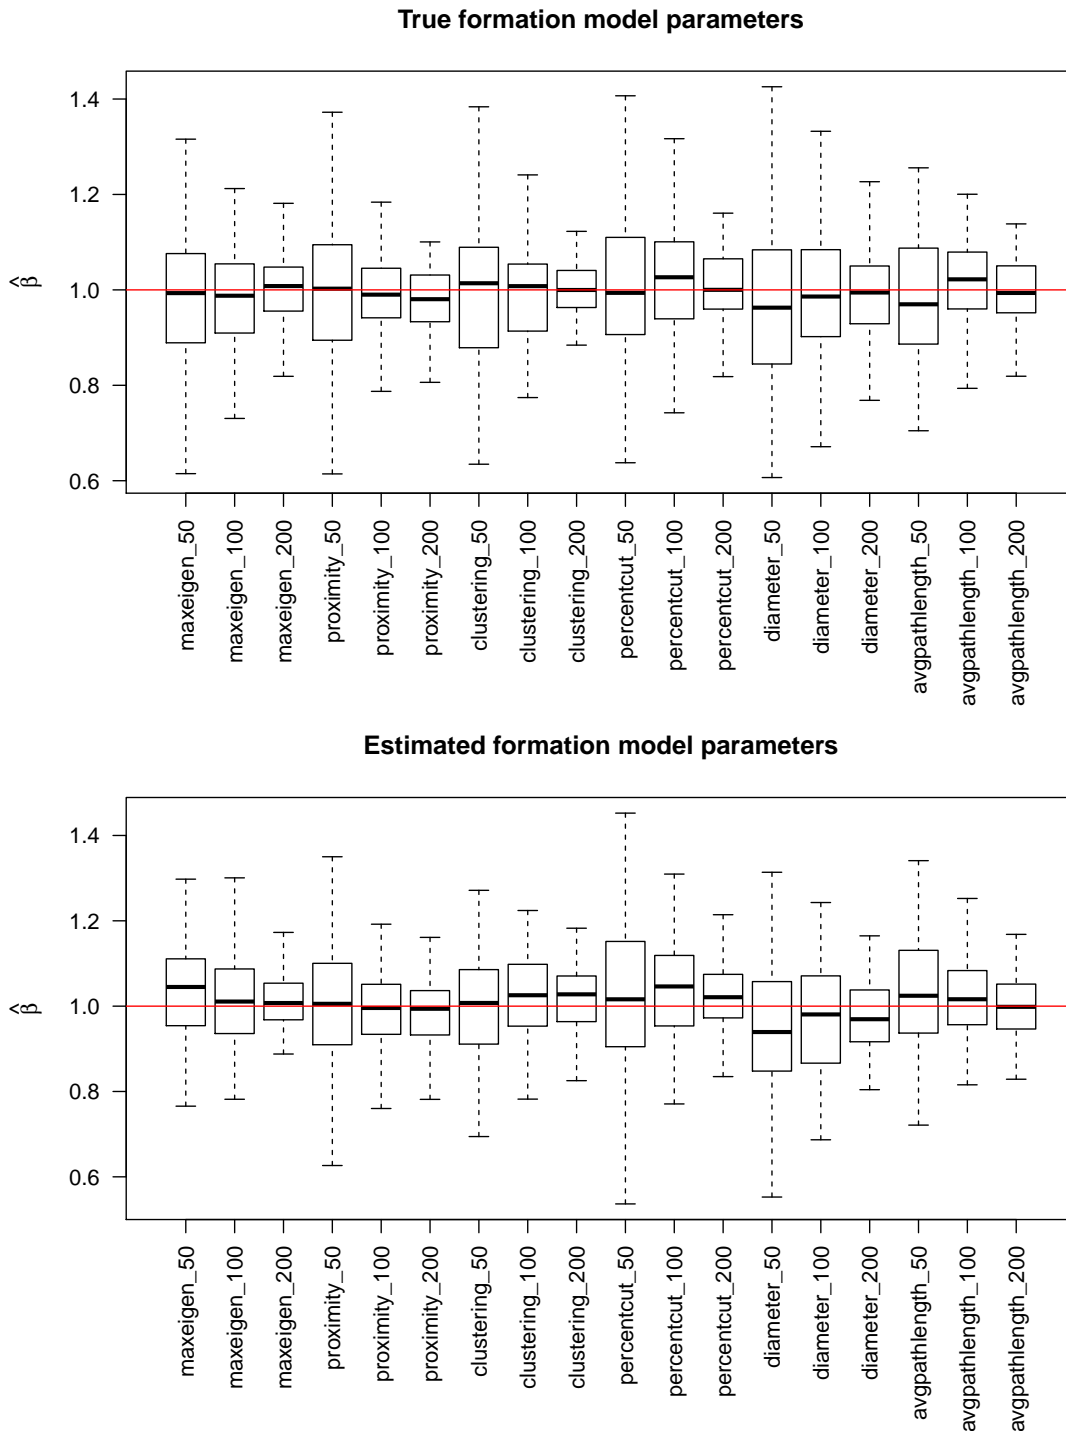 True formation model parameters
1.4
1.2
1.0
0.8
0.6
β̂
maxeigen_50
maxeigen_100
maxeigen_200
proximity_50
proximity_100
proximity_200
clustering_50
clustering_100
clustering_200
percentcut_50
percentcut_100
percentcut_200
diameter_50
diameter_100
diameter_200
avgpathlength_50
avgpathlength_100
avgpathlength_200
Estimated formation model parameters
1.4
1.2
1.0
0.8
0.6
β̂
maxeigen_50
maxeigen_100
maxeigen_200
proximity_50
proximity_100
proximity_200
clustering_50
clustering_100
clustering_200
percentcut_50
percentcut_100
percentcut_200
diameter_50
diameter_100
diameter_200
avgpathlength_50
avgpathlength_100
avgpathlength_200